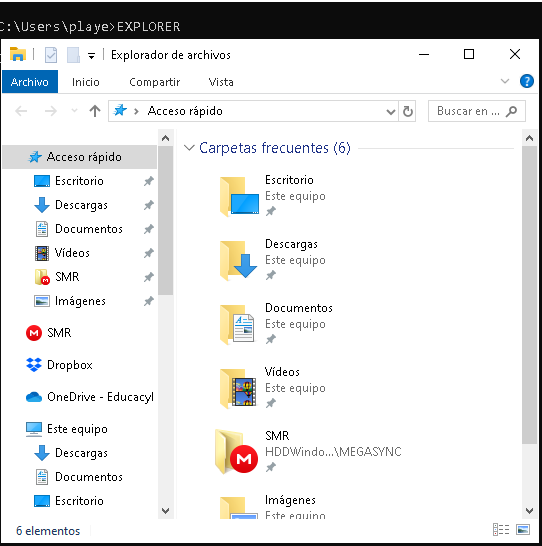 C:\Users\playe>EXPLORER
Explorador de archivos
Archivo Inicio Compartir Vista
Acceso rápido
Buscar en ...
Acceso rápido
Escritorio
Descargas
Documentos
Vídeos
SMR
Imágenes
SMR
Dropbox
OneDrive - Educacyl
Este equipo
Descargas
Documentos
Escritorio
Carpetas frecuentes (6)
Escritorio
Este equipo
Descargas
Este equipo
Documentos
Este equipo
Vídeos
Este equipo
SMR
HDDWindo...\MEGASYNC
Imágenes
Este equipo
6 elementos